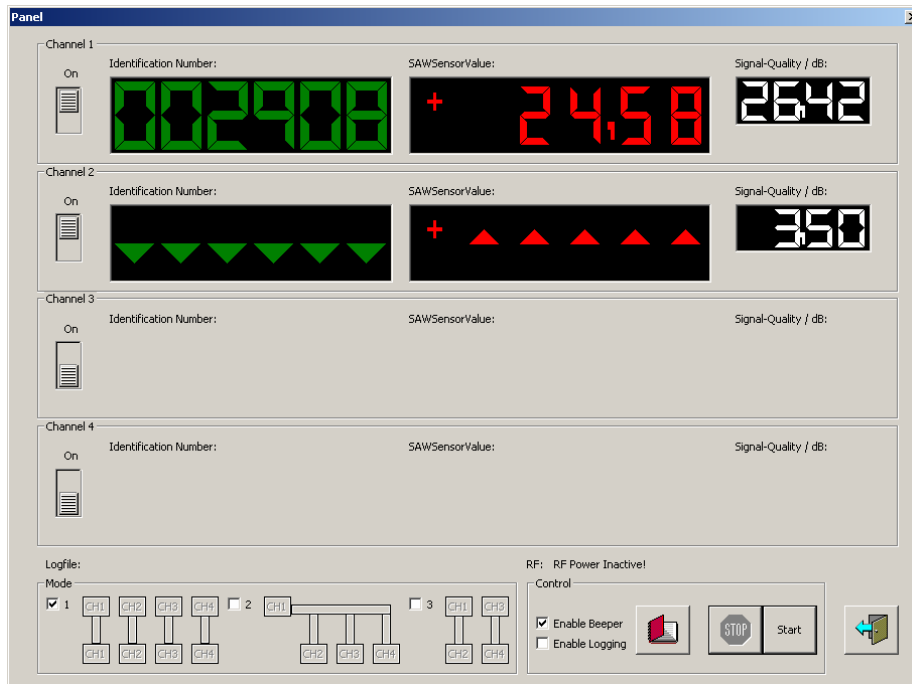 Panel
Channel 1
On
Identification Number:
SAWSensorValue:
Signal-Quality / dB:
002908
+ 24,58
26,42
Channel 2
On
Identification Number:
SAWSensorValue:
Signal-Quality / dB:
+
3,50
Channel 3
On
Identification Number:
SAWSensorValue:
Signal-Quality / dB:
Channel 4
On
Identification Number:
SAWSensorValue:
Signal-Quality / dB:
Logfile:
RF: RF Power Inactive!
Mode
1 CH1 CH2 CH3 CH4
CH1 CH2 CH3 CH4
2 CH1
CH2 CH3 CH4
3 CH1 CH3
CH2 CH4
Control
Enable Beeper
Enable Logging
STOP
Start